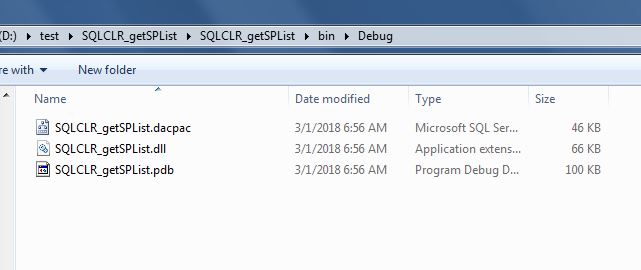 (D:) test SQLCLR_getSPList SQLCLR_getSPList bin Debug
re with New folder
Name Date modified Type Size
SQLCLR_getSPList.dacpac 3/1/2018 6:56 AM Microsoft SQL Ser... 46 KB
SQLCLR_getSPList.dll 3/1/2018 6:56 AM Application extens... 66 KB
SQLCLR_getSPList.pdb 3/1/2018 6:56 AM Program Debug D... 100 KB